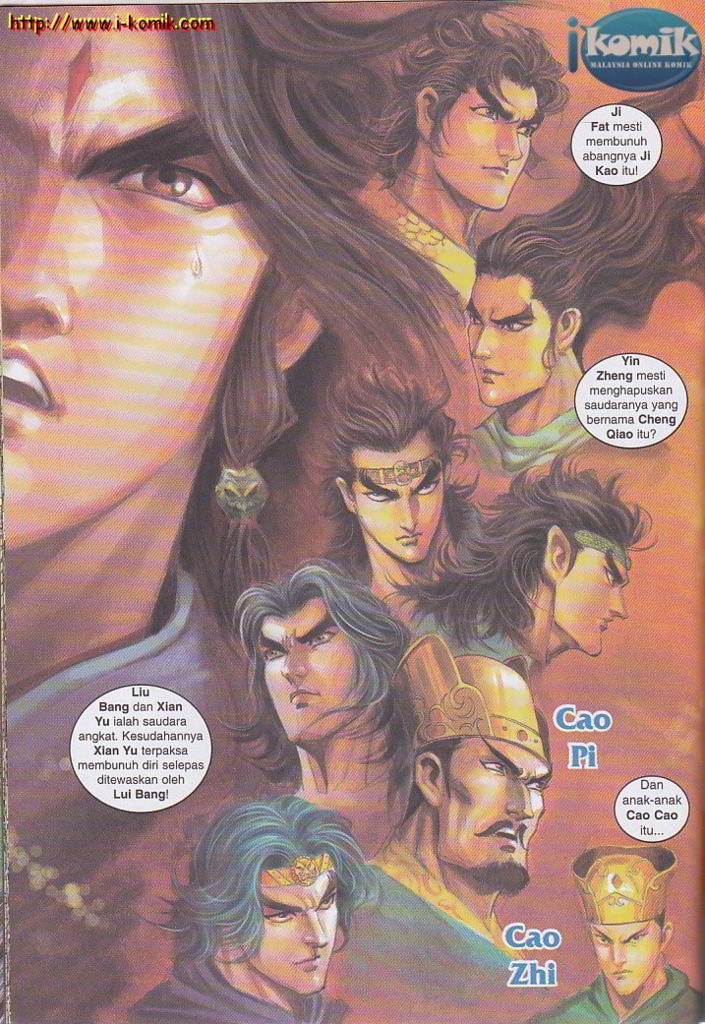 http://www.i-komik.com
ikomik
MALAYSIA ONLINE KOMIK
Ji
Fat mesti
membunuh
abangnya Ji
Kao itu!
Yin
Zheng mesti
menghapuskan
saudaranya yang
bernama Cheng
Qiao itu?
Liu
Bang dan Xian
Yu ialah saudara
angkat. Kesudahannya
Xian Yu terpaksa
membunuh diri selepas
ditewaskan oleh
Lui Bang!
Cao
Pi
Dan
anak-anak
Cao Cao
itu...
Cao
Zhi